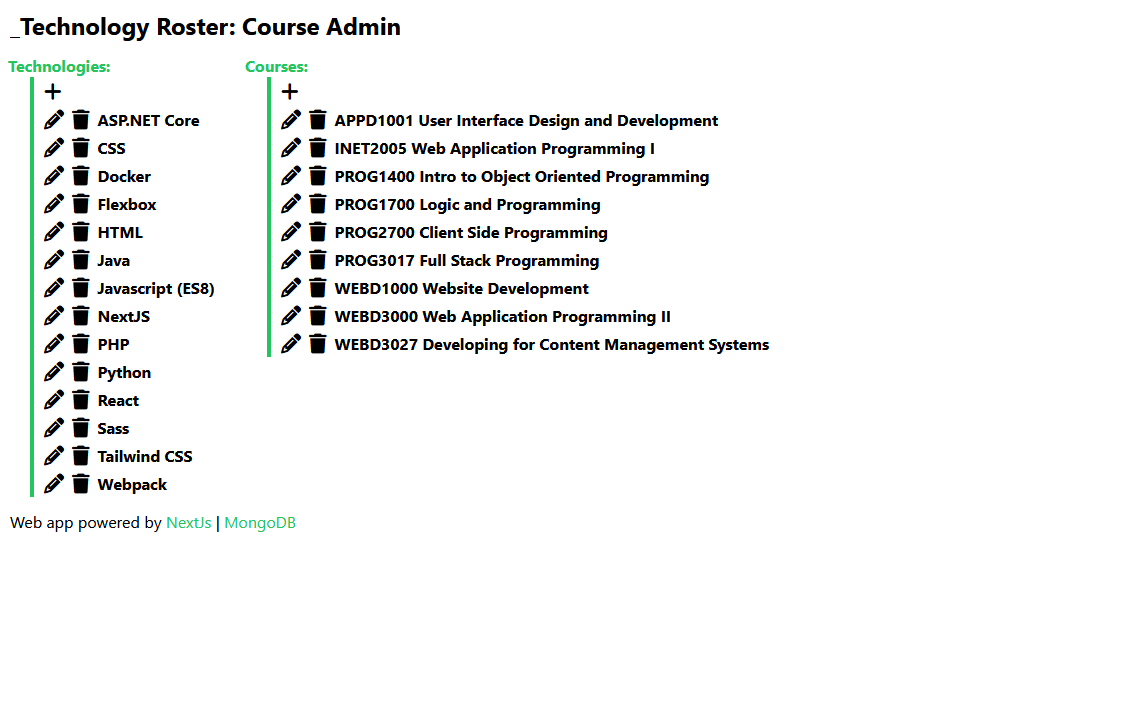 _Technology Roster: Course Admin
Technologies:
ASP.NET Core
CSS
Docker
Flexbox
HTML
Java
Javascript (ES8)
NextJS
PHP
Python
React
Sass
Tailwind CSS
Webpack
Courses:
APPD1001 User Interface Design and Development
INET2005 Web Application Programming I
PROG1400 Intro to Object Oriented Programming
PROG1700 Logic and Programming
PROG2700 Client Side Programming
PROG3017 Full Stack Programming
WEBD1000 Website Development
WEBD3000 Web Application Programming II
WEBD3027 Developing for Content Management Systems
Web app powered by NextJs | MongoDB